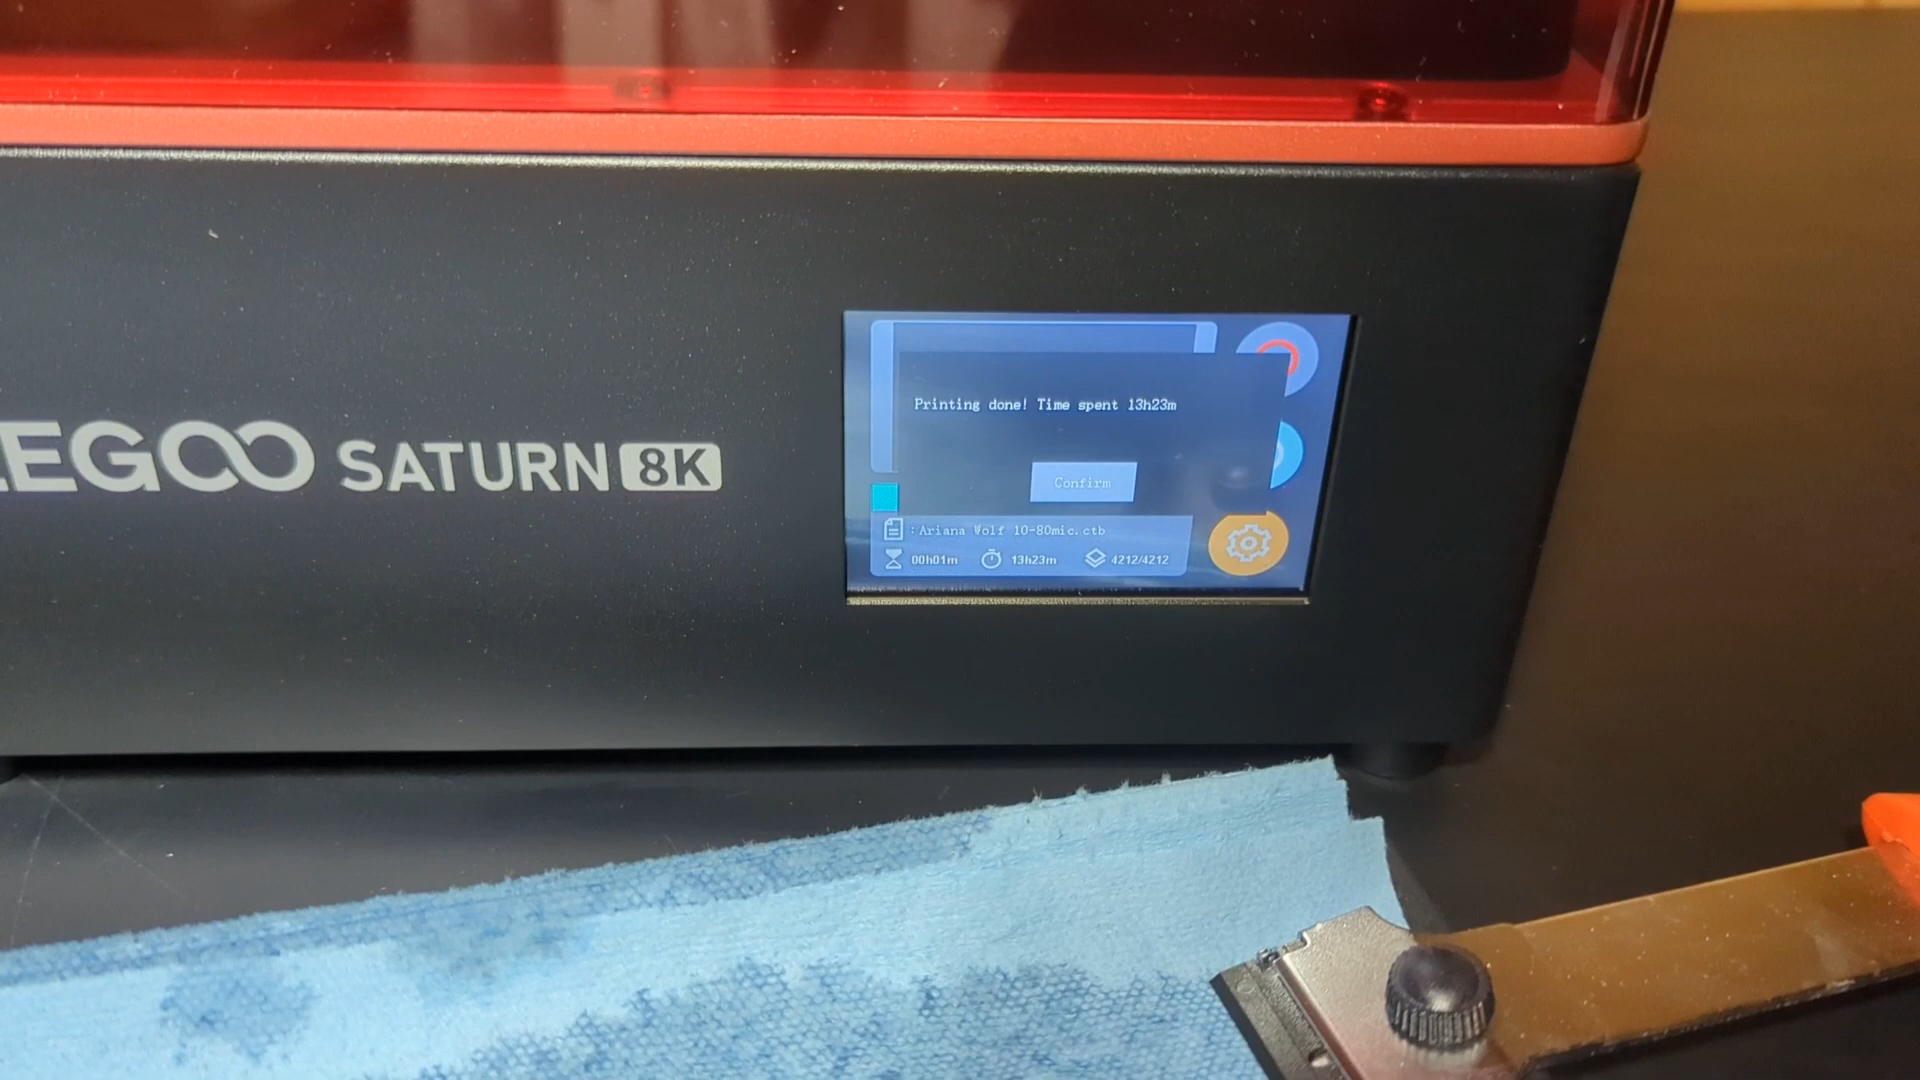 EGOO SATURN 8K
Printing done! Time spent 13h23m
Confirm
:Ariana Wolf 10-80mic.ctb
00h01m 13h23m 4212/4212